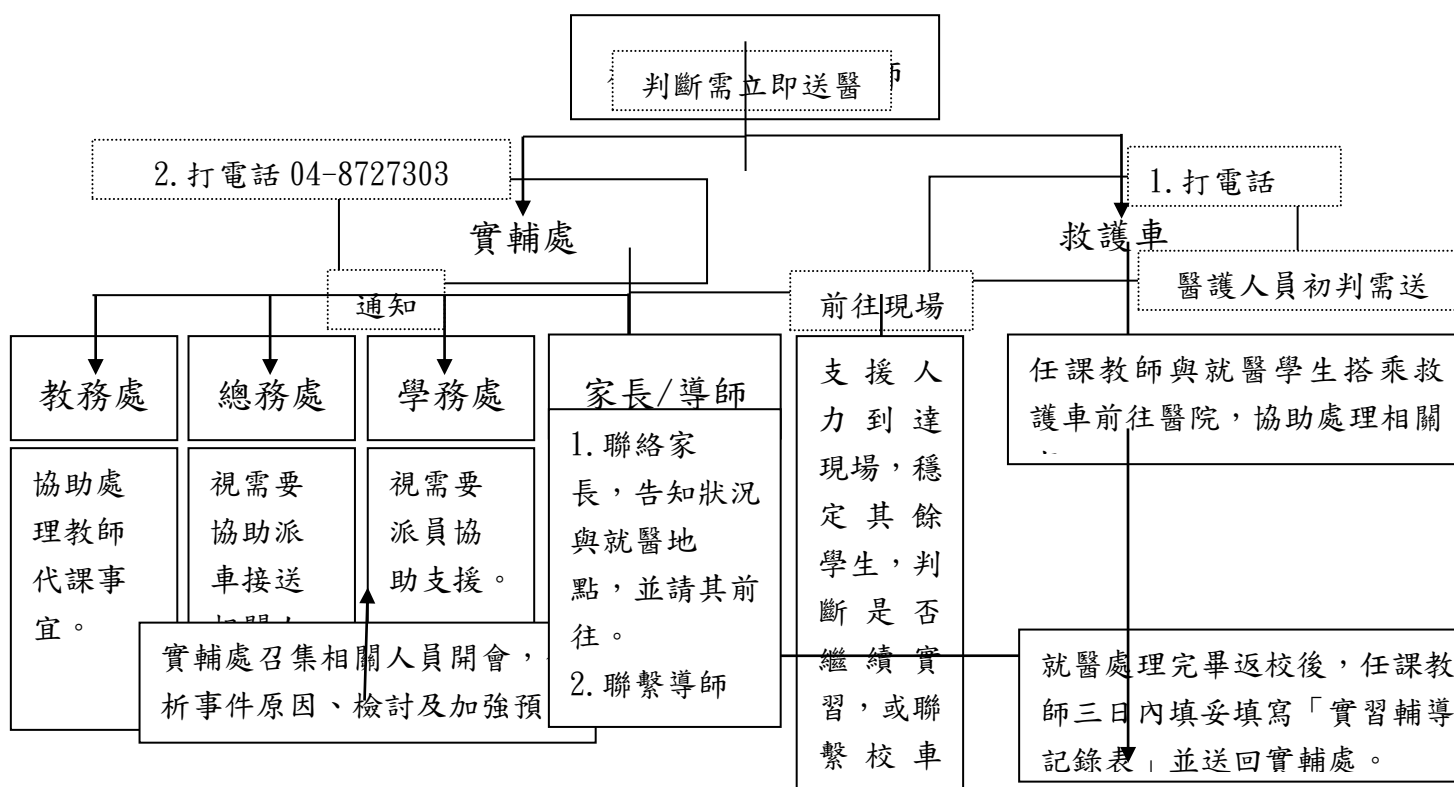 判斷需立即送醫
師
2.打電話 04-8727303
1.打電話
實輔處
救護車
通知
前往現場
醫護人員初判需送
教務處
協助處
理教師
代課事
宜。
總務處
視需要
協助派
車接送
學務處
視需要
派員協
助支援。
家長/導師
1.聯絡家
長，告知狀況
與就醫地
點，並請其前
往。
2.聯繫導師
支援人
力到達
現場，穩
定其餘
學生，判
斷是否
繼續實
習，或聯
繫校車
任課教師與就醫學生搭乘救
護車前往醫院，協助處理相關
實輔處召集相關人員開會，
析事件原因、檢討及加強預
就醫處理完畢返校後，任課教
師三日內填妥填寫「實習輔導
記錄表」並送回實輔處。